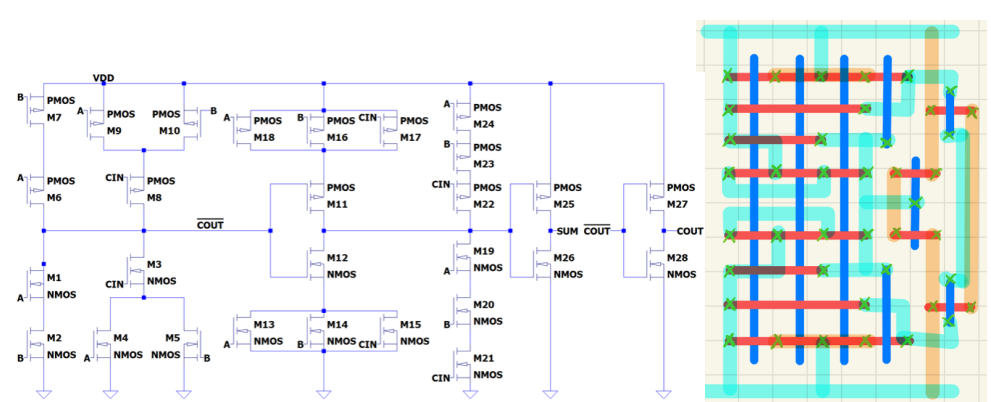 VDD
B PMOS M7
A PMOS M9
PMOS B M10
A PMOS M18
B PMOS M16
CIN PMOS M17
A PMOS M24
B PMOS M23
A PMOS M6
CIN PMOS M8
PMOS M11
CIN PMOS M22
PMOS M25
PMOS M27
COUT
SUM
COUT
COUT
M1 A NMOS
M3 CIN NMOS
M12 NMOS
M19 A NMOS
M26 NMOS
M28 NMOS
M2 B NMOS
M4 A NMOS
M5 NMOS B
M13 A NMOS
M14 B NMOS
M15 CIN NMOS
M20 B NMOS
M21 CIN NMOS